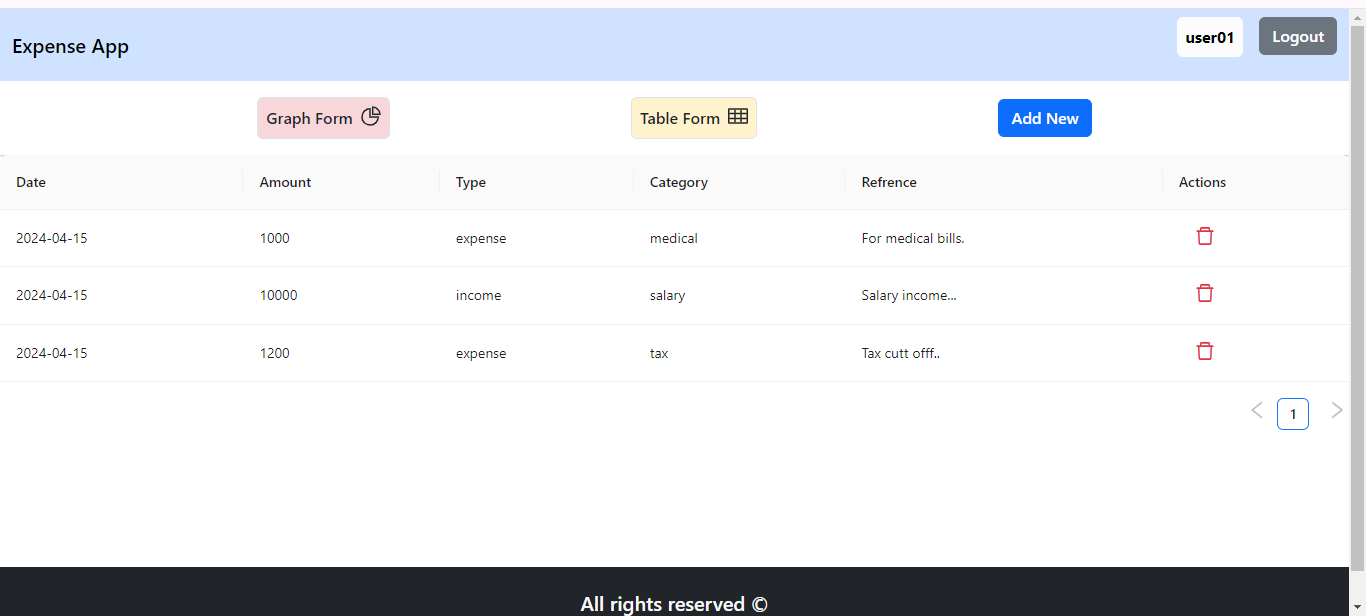 Expense App user01 Logout
Graph Form Table Form Add New
Date Amount Type Category Refrence Actions
2024-04-15 1000 expense medical For medical bills.
2024-04-15 10000 income salary Salary income...
2024-04-15 1200 expense tax Tax cutt offf..
1
All rights reserved ©